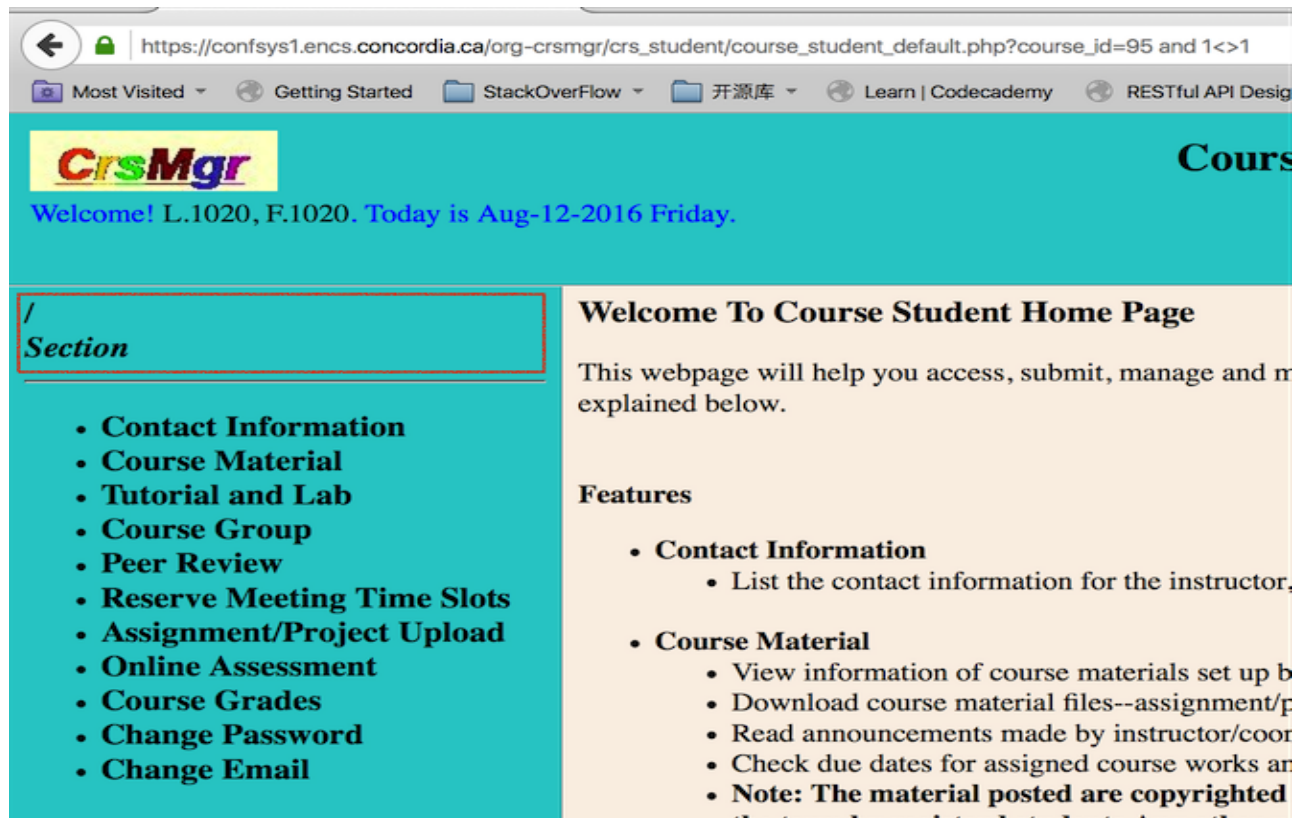 https://confsys1.encs.concordia.ca/org-crsmgr/crs_student/course_student_default.php?course_id=95 and 1<>1
Most Visited Getting Started StackOverFlow 开源库 Learn | Codecademy RESTful API Desig
CrsMgr
Cours
Welcome! L.1020, F.1020. Today is Aug-12-2016 Friday.
/
Section
• Contact Information
• Course Material
• Tutorial and Lab
• Course Group
• Peer Review
• Reserve Meeting Time Slots
• Assignment/Project Upload
• Online Assessment
• Course Grades
• Change Password
• Change Email
Welcome To Course Student Home Page
This webpage will help you access, submit, manage and m
explained below.
Features
• Contact Information
• List the contact information for the instructor,
• Course Material
• View information of course materials set up b
• Download course material files--assignment/p
• Read announcements made by instructor/coor
• Check due dates for assigned course works an
• Note: The material posted are copyrighted